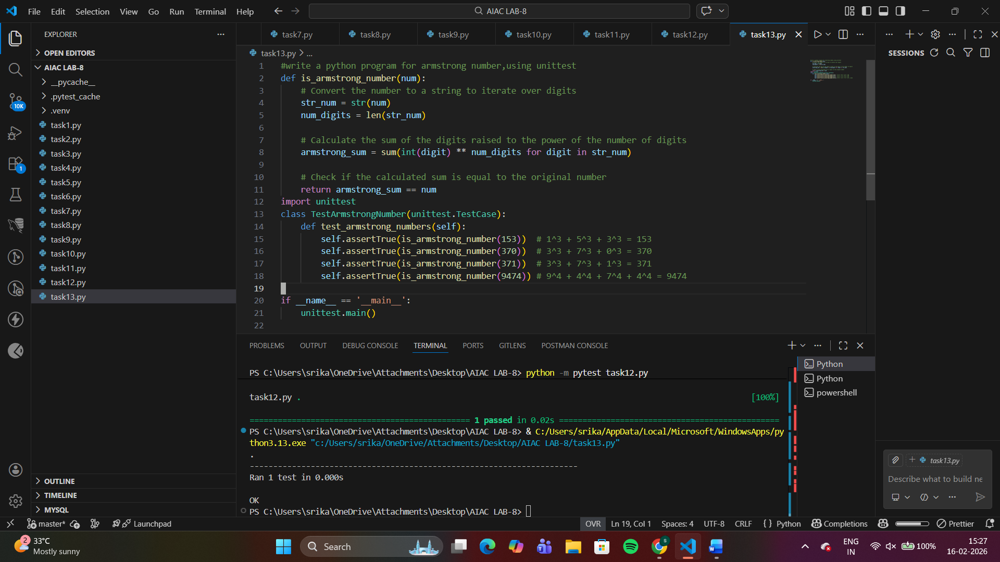 File Edit Selection View Go Run Terminal Help
AIAC LAB-8
EXPLORER
OPEN EDITORS
AIAC LAB-8
__pycache__
.pytest_cache
.venv
task1.py
task2.py
task3.py
task4.py
task5.py
task6.py
task7.py
task8.py
task9.py
task10.py
task11.py
task12.py
task13.py
OUTLINE
TIMELINE
MYSQL
10K
1
task7.py task8.py task9.py task10.py task11.py task12.py task13.py
task13.py > ...
1 #write a python program for armstrong number,using unittest
2 def is_armstrong_number(num):
3 # Convert the number to a string to iterate over digits
4 str_num = str(num)
5 num_digits = len(str_num)
6
7 # Calculate the sum of the digits raised to the power of the number of digits
8 armstrong_sum = sum(int(digit) ** num_digits for digit in str_num)
9
10 # Check if the calculated sum is equal to the original number
11 return armstrong_sum == num
12 import unittest
13 class TestArmstrongNumber(unittest.TestCase):
14 def test_armstrong_numbers(self):
15 self.assertTrue(is_armstrong_number(153)) # 1^3 + 5^3 + 3^3 = 153
16 self.assertTrue(is_armstrong_number(370)) # 3^3 + 7^3 + 0^3 = 370
17 self.assertTrue(is_armstrong_number(371)) # 3^3 + 7^3 + 1^3 = 371
18 self.assertTrue(is_armstrong_number(9474)) # 9^4 + 4^4 + 7^4 + 4^4 = 9474
19
20 if __name__ == '__main__':
21 unittest.main()
22
PROBLEMS OUTPUT DEBUG CONSOLE TERMINAL PORTS GITLENS POSTMAN CONSOLE
PS C:\Users\srika\OneDrive\Attachments\Desktop\AIAC LAB-8> python -m pytest task12.py
task12.py . [100%]
=============================================== 1 passed in 0.02s ===============================================
PS C:\Users\srika\OneDrive\Attachments\Desktop\AIAC LAB-8> & C:/Users/srika/AppData/Local/Microsoft/WindowsApps/py
thon3.13.exe "c:/Users/srika/OneDrive/Attachments/Desktop/AIAC LAB-8/task13.py"
.
----------------------------------------------------------------------
Ran 1 test in 0.000s
OK
PS C:\Users\srika\OneDrive\Attachments\Desktop\AIAC LAB-8>
Python
Python
powershell
SESSIONS
task13.py
Describe what to build ne
master* Launchpad OVR Ln 19, Col 1 Spaces: 4 UTF-8 CRLF { } Python Completions Prettier
2
33°C
Mostly sunny
Search
ENG
IN
100%
15:27
16-02-2026